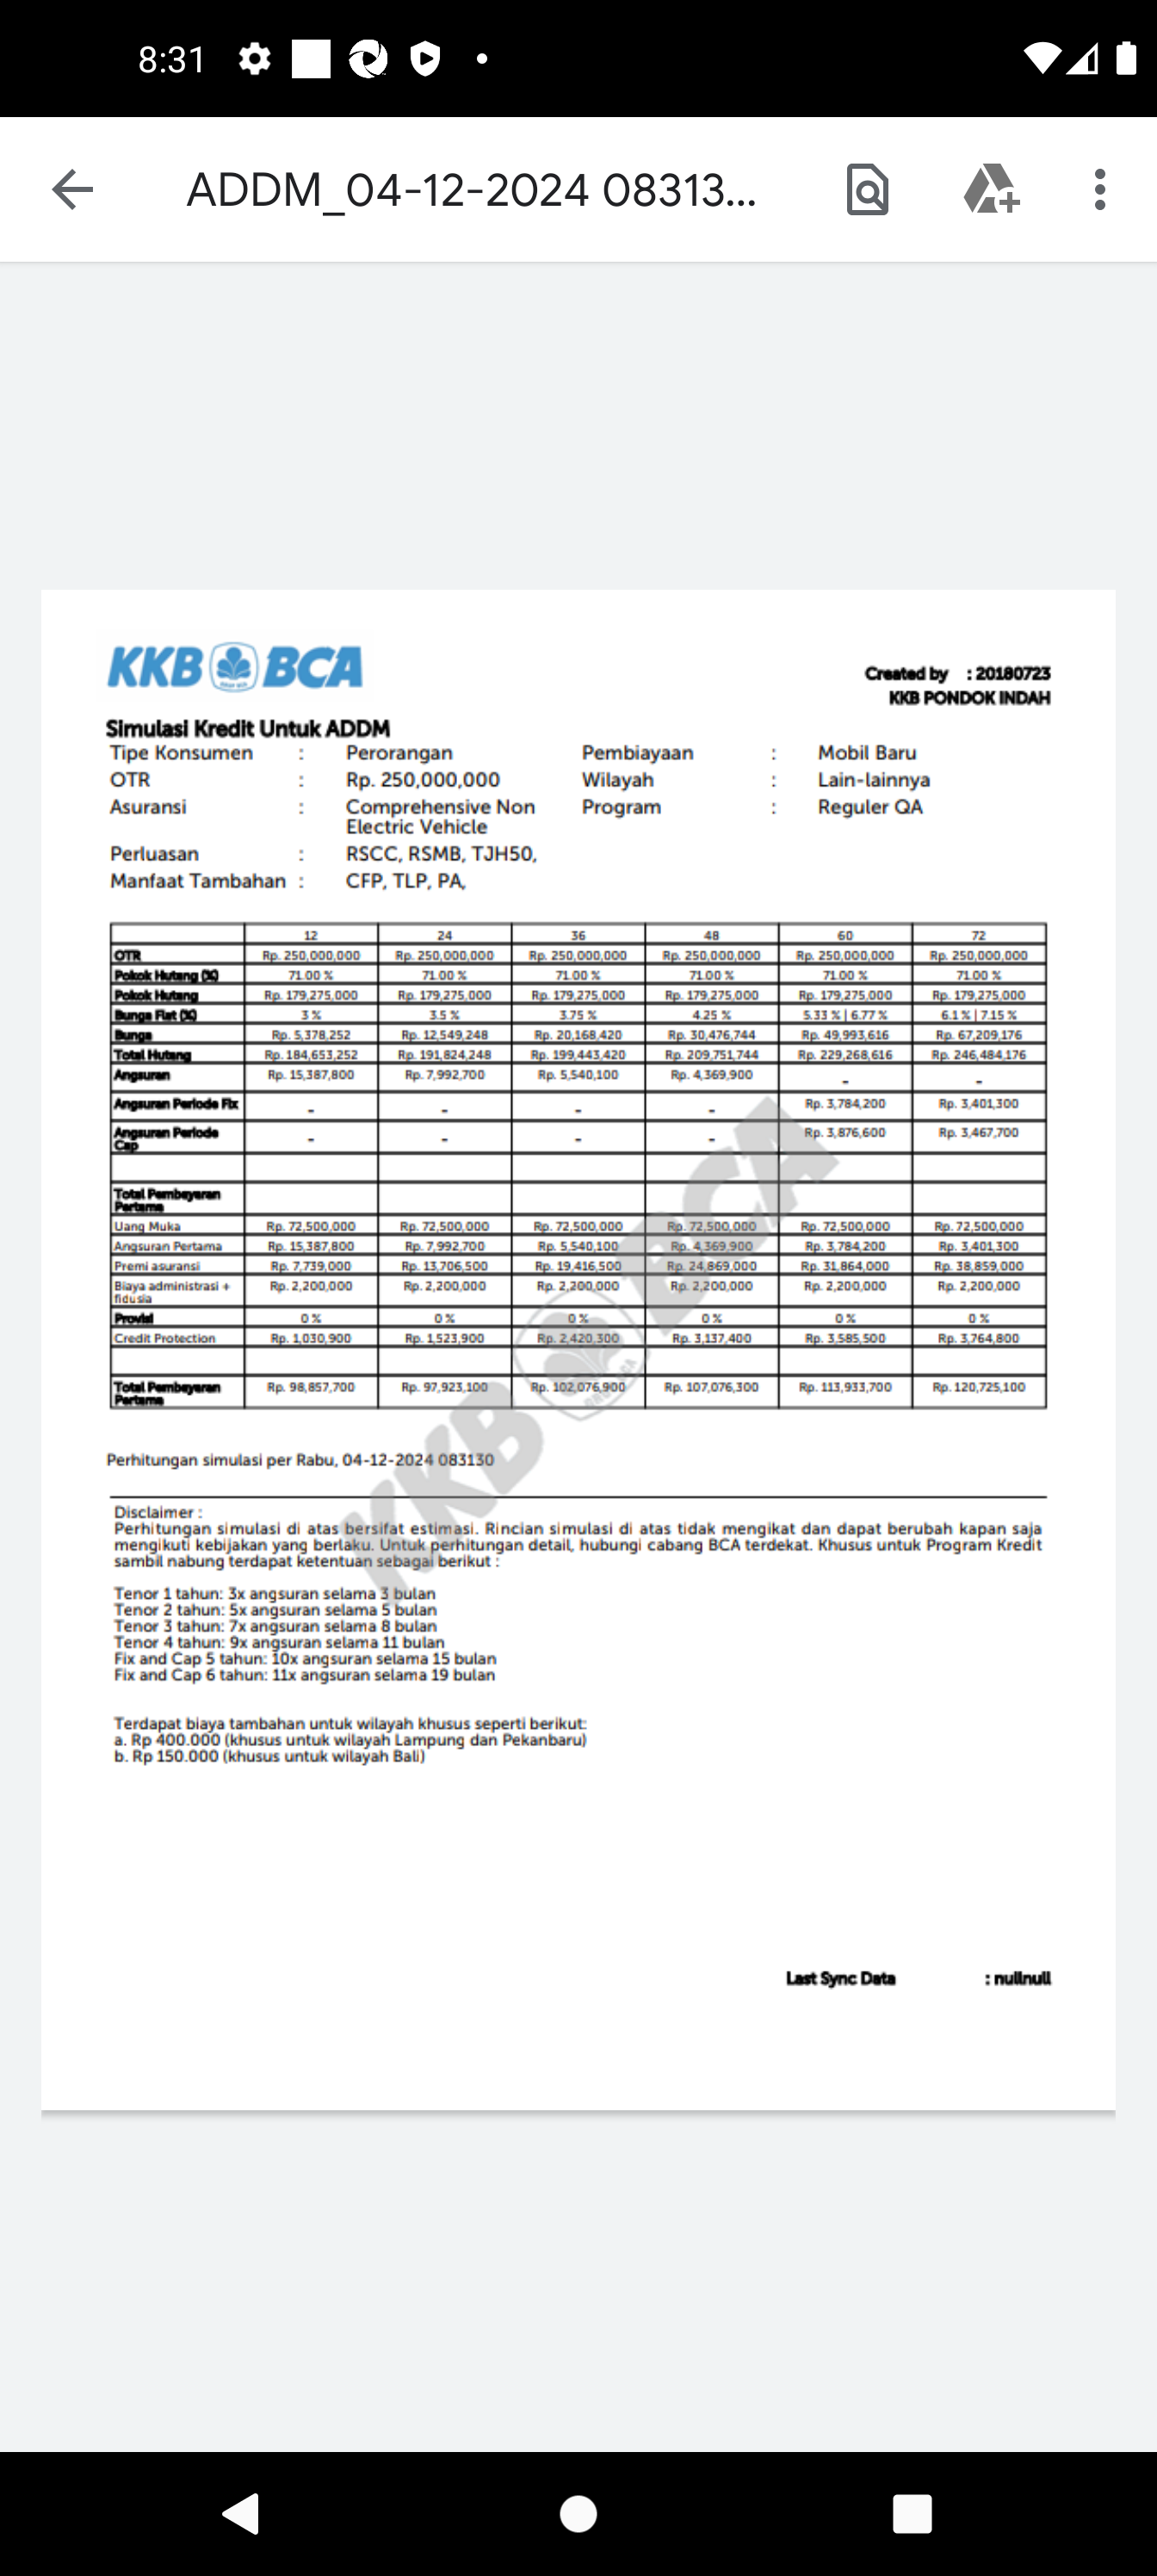 8:31
ADDM_04-12-2024 08313...
KKB BCA
Created by : 20180723
KKB PONDOK INDAH
Simulasi Kredit Untuk ADDM
Tipe Konsumen : Perorangan Pembiayaan : Mobil Baru
OTR : Rp. 250,000,000 Wilayah : Lain-lainnya
Asuransi : Comprehensive Non Program : Reguler QA
Electric Vehicle
Perluasan : RSCC, RSMB, TJH50,
Manfaat Tambahan : CFP, TLP, PA,
12 24 36 48 60 72
OTR Rp. 250,000,000 Rp. 250,000,000 Rp. 250,000,000 Rp. 250,000,000 Rp. 250,000,000 Rp. 250,000,000
Pokok Hutang (%) 71.00 % 71.00 % 71.00 % 71.00 % 71.00 % 71.00 %
Pokok Hutang Rp. 179,275,000 Rp. 179,275,000 Rp. 179,275,000 Rp. 179,275,000 Rp. 179,275,000 Rp. 179,275,000
Bunga Flat (%) 3 % 3.5 % 3.75 % 4.25 % 5.33 % | 6.77 % 6.1 % | 7.15 %
Bunga Rp. 5,378,252 Rp. 12,549,248 Rp. 20,168,420 Rp. 30,476,744 Rp. 49,993,616 Rp. 67,209,176
Total Hutang Rp. 184,653,252 Rp. 191,824,248 Rp. 199,443,420 Rp. 209,751,744 Rp. 229,268,616 Rp. 246,484,176
Angsuran Rp. 15,387,800 Rp. 7,992,700 Rp. 5,540,100 Rp. 4,369,900 - -
Angsuran Periode Fix - - - - Rp. 3,784,200 Rp. 3,401,300
Angsuran Periode - - - - Rp. 3,876,600 Rp. 3,467,700
Cap
Total Pembayaran
Pertama
Uang Muka Rp. 72,500,000 Rp. 72,500,000 Rp. 72,500,000 Rp. 72,500,000 Rp. 72,500,000 Rp. 72,500,000
Angsuran Pertama Rp. 15,387,800 Rp. 7,992,700 Rp. 5,540,100 Rp. 4,369,900 Rp. 3,784,200 Rp. 3,401,300
Premi asuransi Rp. 7,739,000 Rp. 13,706,500 Rp. 19,416,500 Rp. 24,869,000 Rp. 31,864,000 Rp. 38,859,000
Biaya administrasi + Rp. 2,200,000 Rp. 2,200,000 Rp. 2,200,000 Rp. 2,200,000 Rp. 2,200,000 Rp. 2,200,000
fidusia
Provisi 0 % 0 % 0 % 0 % 0 % 0 %
Credit Protection Rp. 1,030,900 Rp. 1,523,900 Rp. 2,420,300 Rp. 3,137,400 Rp. 3,585,500 Rp. 3,764,800
Total Pembayaran Rp. 98,857,700 Rp. 97,923,100 Rp. 102,076,900 Rp. 107,076,300 Rp. 113,933,700 Rp. 120,725,100
Pertama
KKB BCA
Perhitungan simulasi per Rabu, 04-12-2024 083130
Disclaimer :
Perhitungan simulasi di atas bersifat estimasi. Rincian simulasi di atas tidak mengikat dan dapat berubah kapan saja
mengikuti kebijakan yang berlaku. Untuk perhitungan detail, hubungi cabang BCA terdekat. Khusus untuk Program Kredit
sambil nabung terdapat ketentuan sebagai berikut :
Tenor 1 tahun: 3x angsuran selama 3 bulan
Tenor 2 tahun: 5x angsuran selama 5 bulan
Tenor 3 tahun: 7x angsuran selama 8 bulan
Tenor 4 tahun: 9x angsuran selama 11 bulan
Fix and Cap 5 tahun: 10x angsuran selama 15 bulan
Fix and Cap 6 tahun: 11x angsuran selama 19 bulan
Terdapat biaya tambahan untuk wilayah khusus seperti berikut:
a. Rp 400.000 (khusus untuk wilayah Lampung dan Pekanbaru)
b. Rp 150.000 (khusus untuk wilayah Bali)
Last Sync Data : nullnull